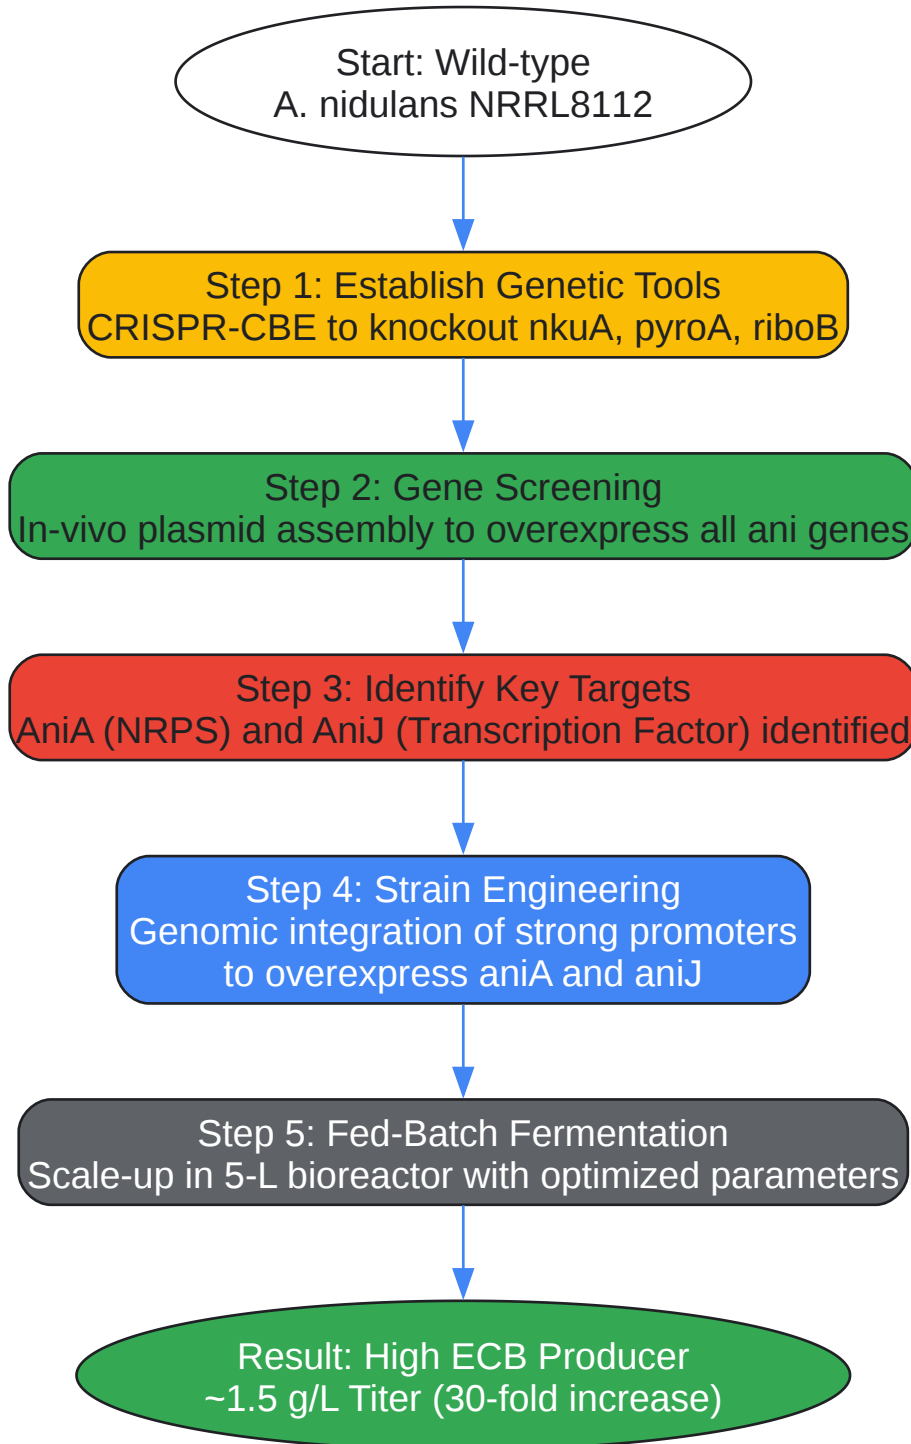 Start: Wild-type
A. nidulans NRRL8112
Step 1: Establish Genetic Tools
CRISPR-CBE to knockout nkuA, pyroA, riboB
Step 2: Gene Screening
In-vivo plasmid assembly to overexpress all ani genes
Step 3: Identify Key Targets
AniA (NRPS) and AniJ (Transcription Factor) identified
Step 4: Strain Engineering
Genomic integration of strong promoters
to overexpress aniA and aniJ
Step 5: Fed-Batch Fermentation
Scale-up in 5-L bioreactor with optimized parameters
Result: High ECB Producer
~1.5 g/L Titer (30-fold increase)